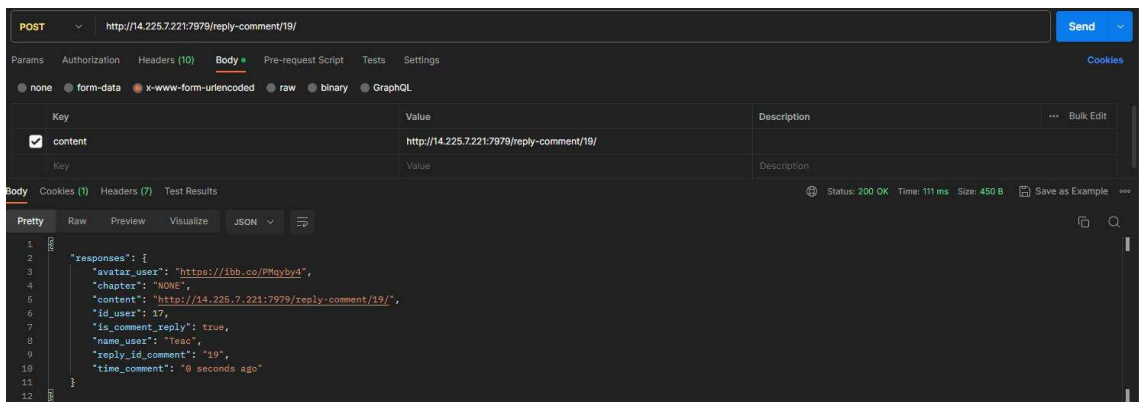 POST http://14.225.7.221:7979/reply-comment/19/ Send
Params Authorization Headers (10) Body Pre-request Script Tests Settings Cookies
none form-data x-www-form-urlencoded raw binary GraphQL
Key Value Description ••• Bulk Edit
content http://14.225.7.221:7979/reply-comment/19/
Key Value Description
Body Cookies (1) Headers (7) Test Results Status: 200 OK Time: 111 ms Size: 450 B Save as Example •••
Pretty Raw Preview Visualize JSON
1 {
2 "responses": {
3 "avatar_user": "https://ibb.co/PMqyby4",
4 "chapter": "NONE",
5 "content": "http://14.225.7.221:7979/reply-comment/19/",
6 "id_user": 17,
7 "is_comment_reply": true,
8 "name_user": "Teac",
9 "reply_id_comment": "19",
10 "time_comment": "0 seconds ago"
11 }
12 }